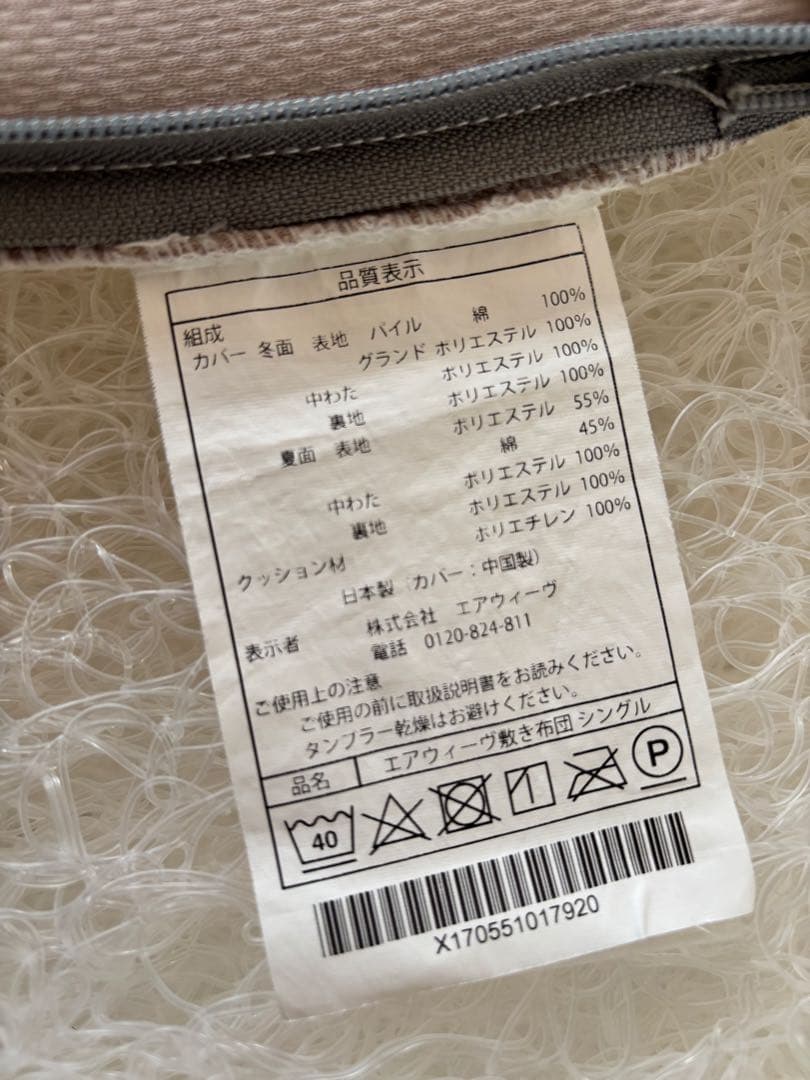 品質表示
組成
カバー 冬面 表地 パイル 綿 100%
グランド ポリエステル 100%
中わた ポリエステル 100%
裏地 ポリエステル 100%
夏面 表地 ポリエステル 55%
綿 45%
中わた ポリエステル 100%
裏地 ポリエステル 100%
クッション材 ポリエチレン 100%
日本製（カバー：中国製）
表示者 株式会社 エアウィーヴ
電話 0120-824-811
ご使用上の注意
ご使用の前に取扱説明書をお読みください。
タンブラー乾燥はお避けください。
品名 エアウィーヴ敷き布団 シングル
40 P
X170551017920